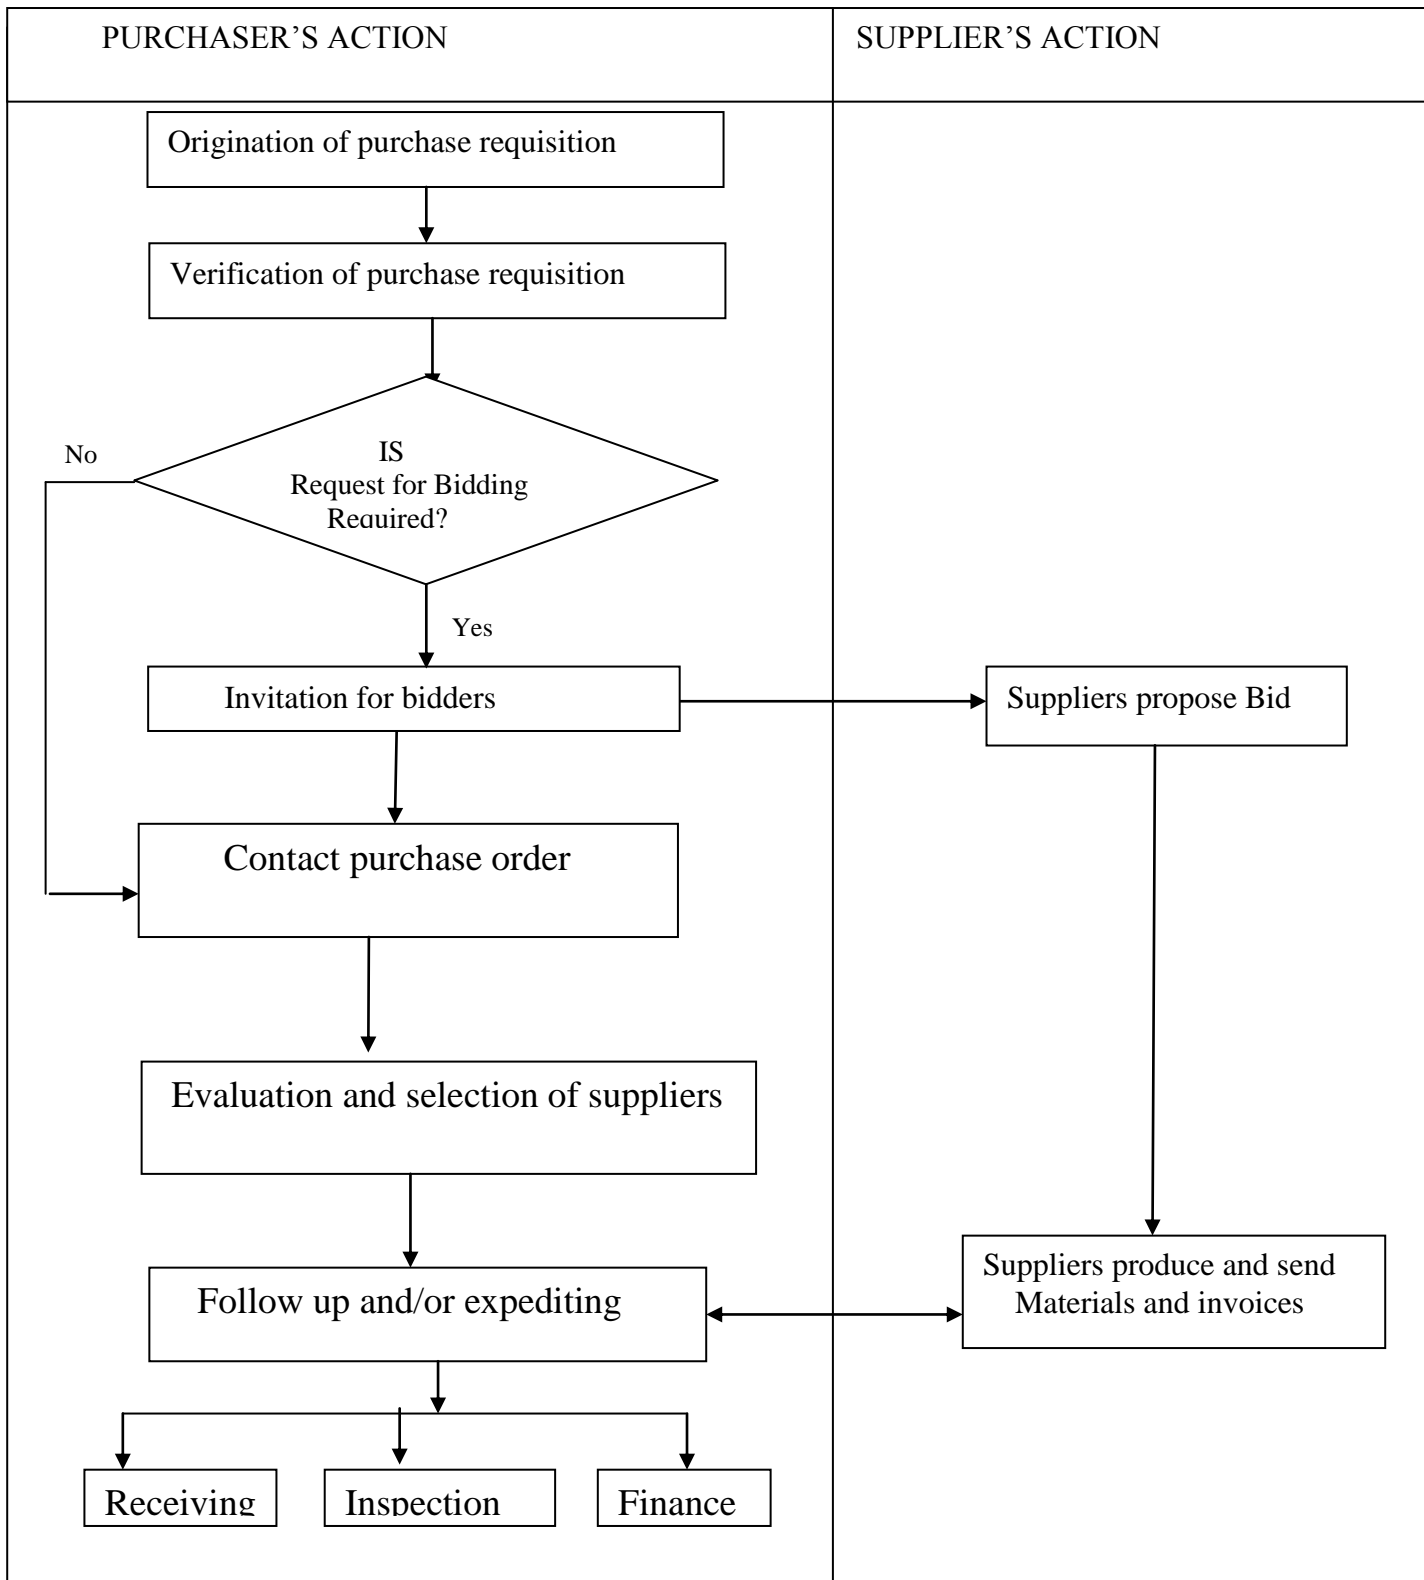 PURCHASER’S ACTION
SUPPLIER’S ACTION
Origination of purchase requisition
Verification of purchase requisition
No
IS
Request for Bidding
Required?
Yes
Invitation for bidders
Suppliers propose Bid
Contact purchase order
Evaluation and selection of suppliers
Follow up and/or expediting
Suppliers produce and send
Materials and invoices
Receiving
Inspection
Finance